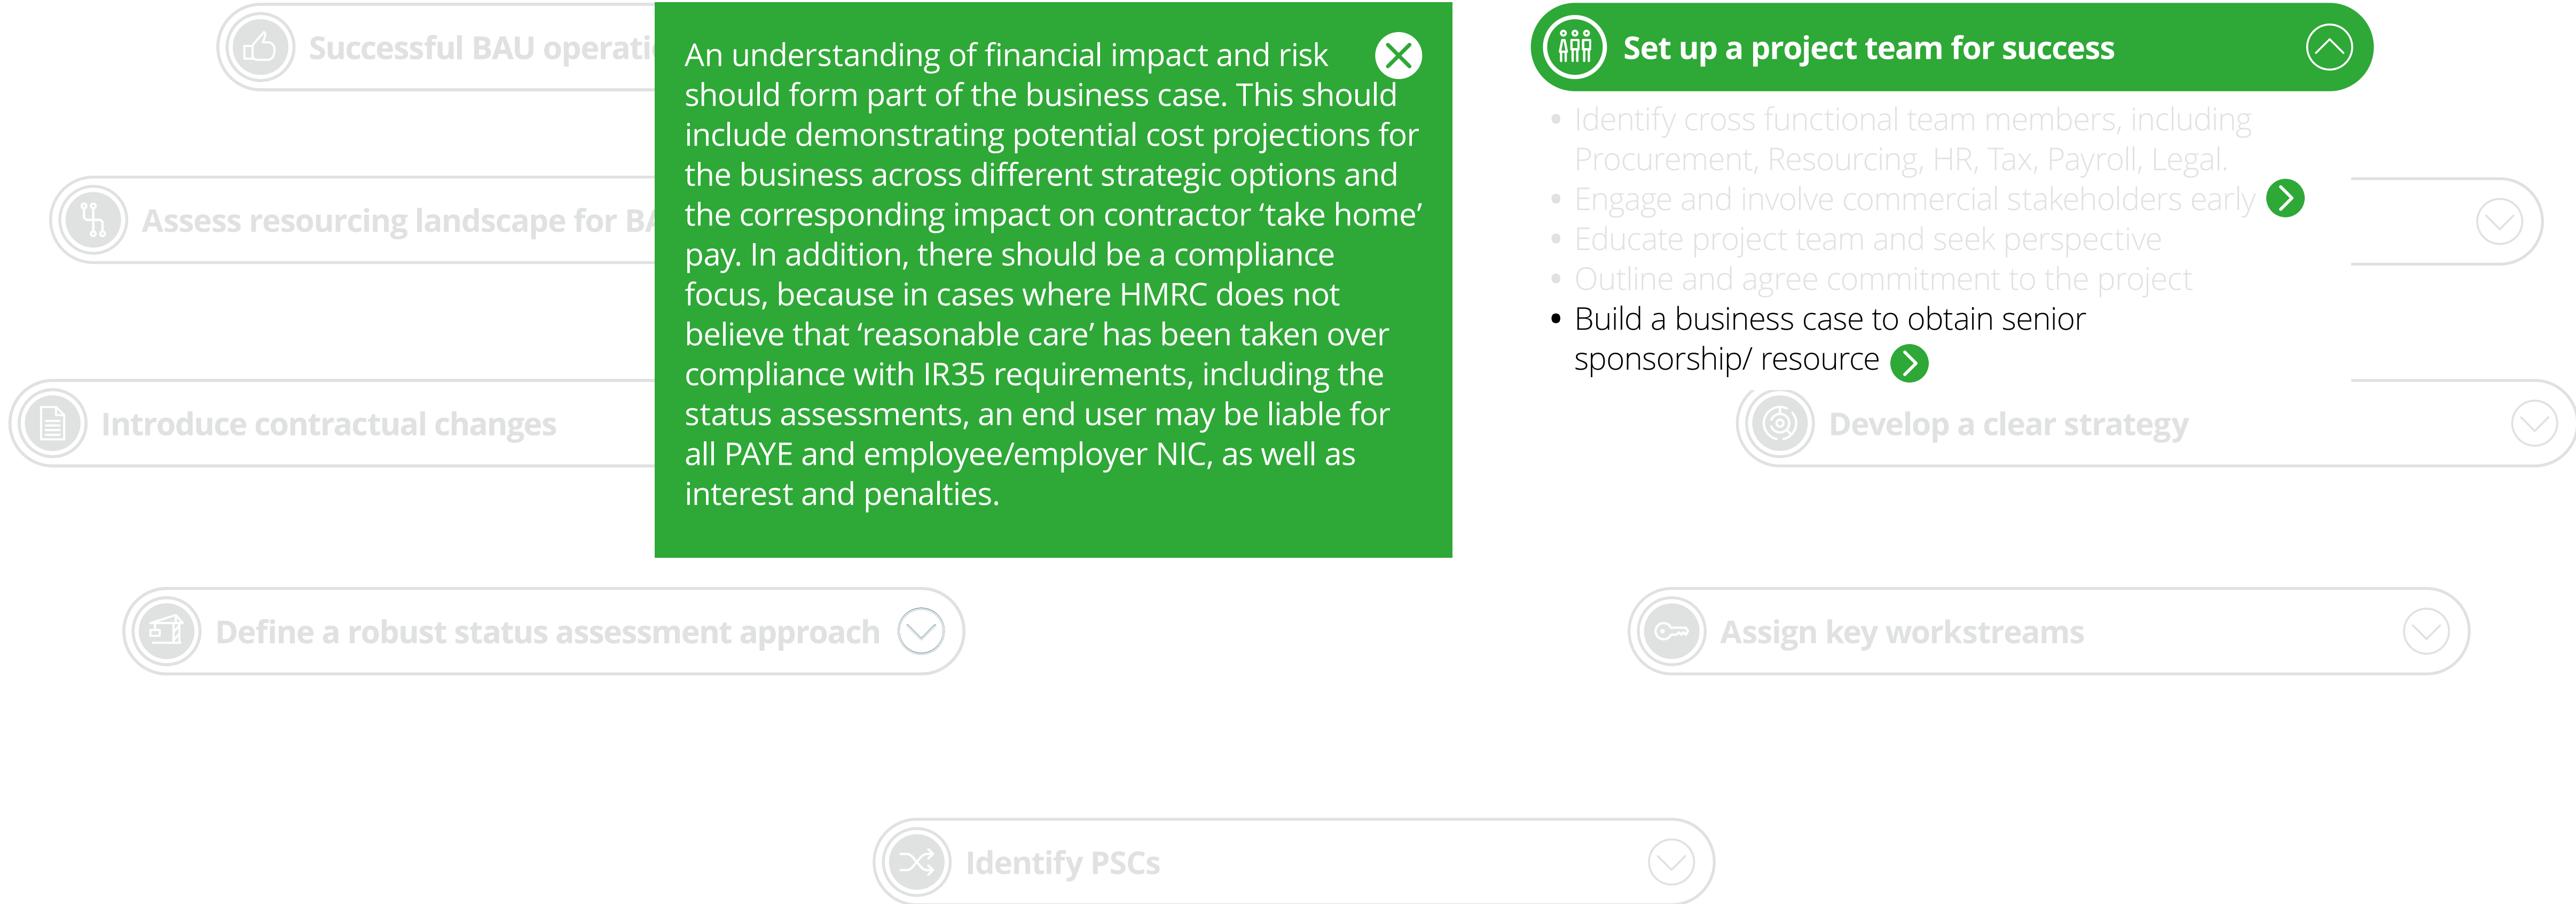 Successful BAU
Assess resourcing landscape for
Introduce contractual changes
Define a robust status assessment approach
An understanding of financial impact and risk
should form part of the business case. This should
include demonstrating potential cost projections for
the business across different strategic options and
the corresponding impact on contractor ‘take home’
pay. In addition, there should be a compliance
focus, because in cases where HMRC does not
believe that ‘reasonable care’ has been taken over
compliance with IR35 requirements, including the
status assessments, an end user may be liable for
all PAYE and employee/employer NIC, as well as
interest and penalties.
Set up a project team for success
• Identify cross functional team members, including
Procurement, Resourcing, HR, Tax, Payroll, Legal.
• Engage and involve commercial stakeholders early
• Educate project team and seek perspective
• Outline and agree commitment to the project
• Build a business case to obtain senior
sponsorship/ resource
Develop a clear strategy
Assign key workstreams
Identify PSCs